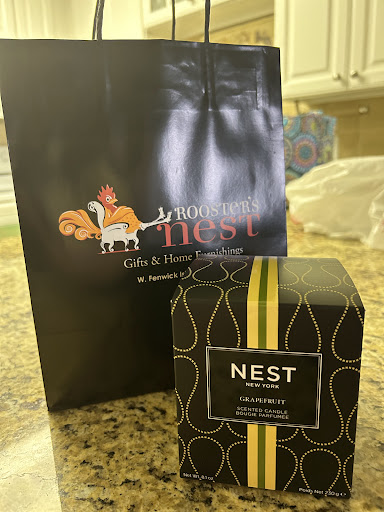 ROOSTER'S
nest
Gifts & Home Furnishings
W. Fenwick
NEST
NEW YORK
GRAPEFRUIT
SCENTED CANDLE
BOUGIE PARFUMÉE
Net Wt. 8.1 oz
Poids Net 230 g e